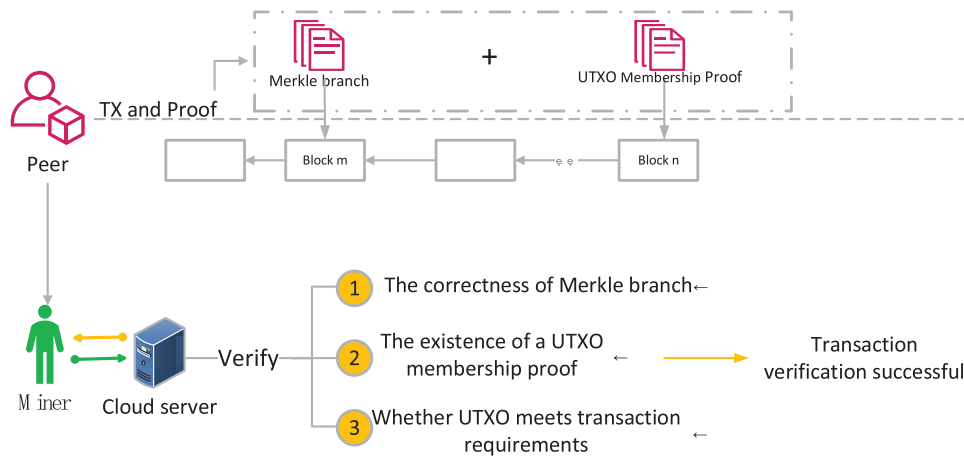 Merkle branch
+
UTXO Membership Proof
TX and Proof
Peer
Block m
Block n
1
The correctness of Merkle branch←
Verify
2
The existence of a UTXO
membership proof ←
Transaction
verification successful
Miner
Cloud server
3
Whether UTXO meets transaction
requirements ←